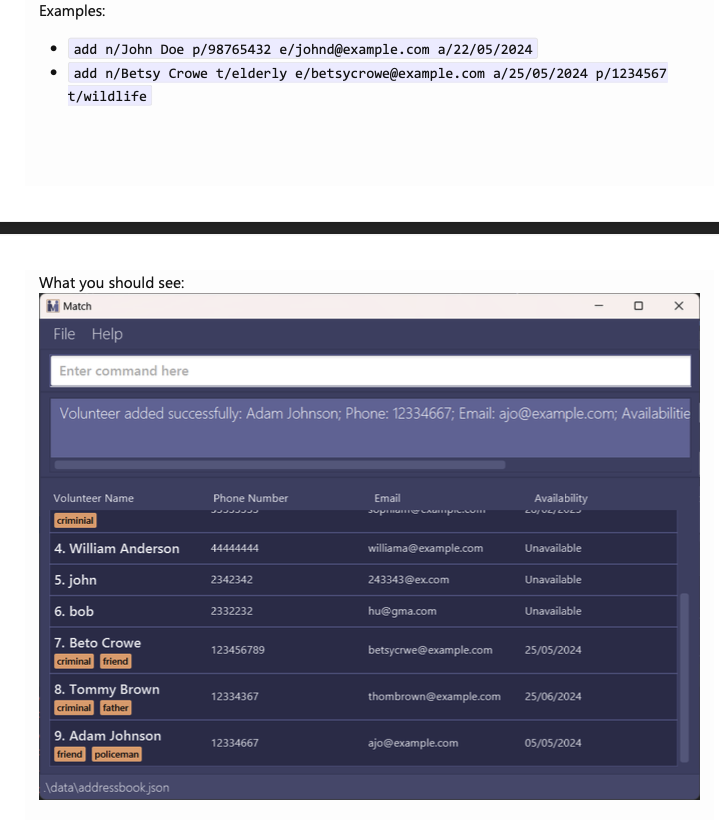 Examples:
• add n/John Doe p/98765432 e/johnd@example.com a/22/05/2024
• add n/Betsy Crowe t/elderly e/betsycrowe@example.com a/25/05/2024 p/1234567
t/wildlife
What you should see:
Match
File Help
Enter command here
Volunteer added successfully: Adam Johnson; Phone: 12334667; Email: ajo@example.com; Availabilitie
Volunteer Name Phone Number Email Availability
criminial
4. William Anderson 44444444 williama@example.com Unavailable
5. john 2342342 243343@ex.com Unavailable
6. bob 2332232 hu@gma.com Unavailable
7. Beto Crowe 123456789 betsycrwe@example.com 25/05/2024
criminal friend
8. Tommy Brown 12334367 thombrown@example.com 25/06/2024
criminal father
9. Adam Johnson 12334667 ajo@example.com 05/05/2024
friend policeman
.\data\addressbook.json